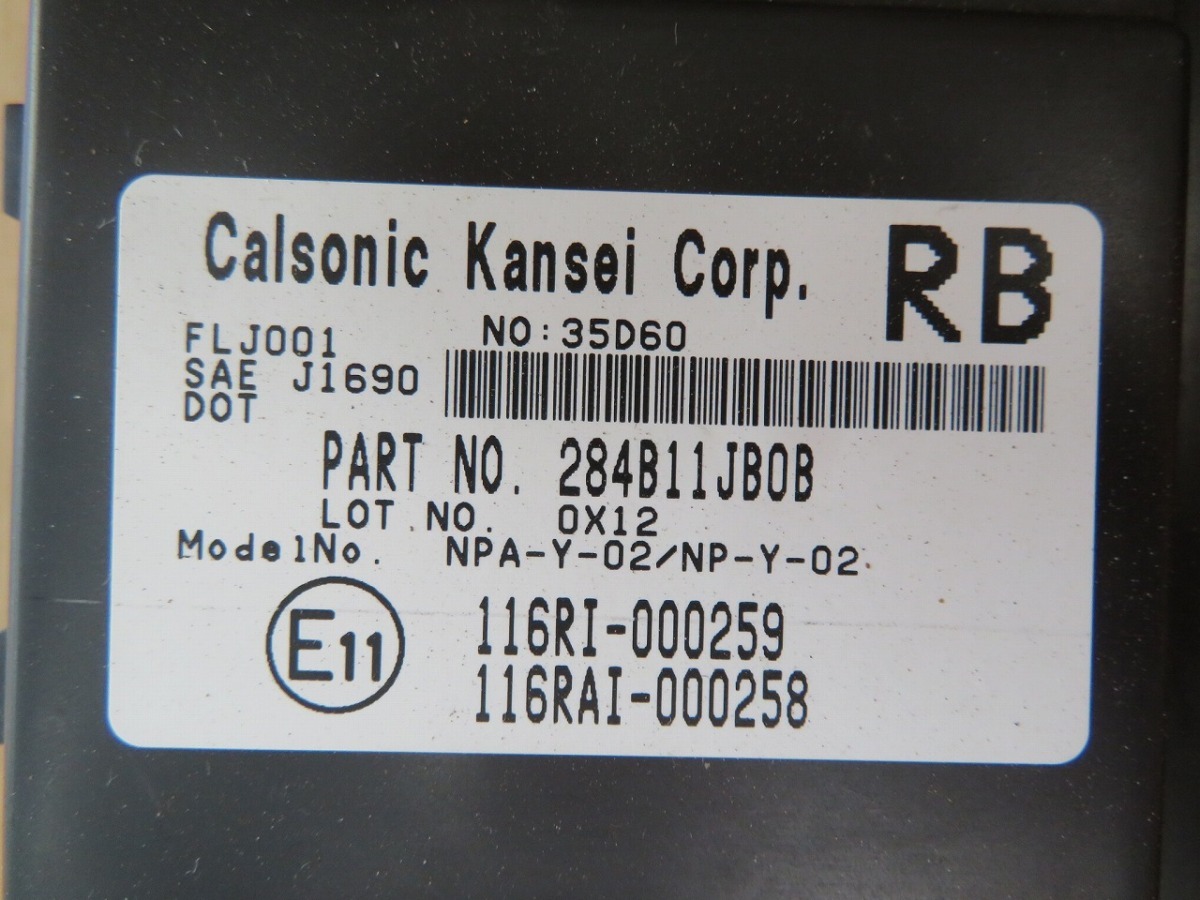 Calsonic Kansei Corp. RB
FLJ001 NO:35D60
SAE J1690
DOT
PART NO. 284B11JB0B
LOT NO. 0X12
ModelNo. NPA-Y-02/NP-Y-02
E11 116RI-000259
116RAI-000258